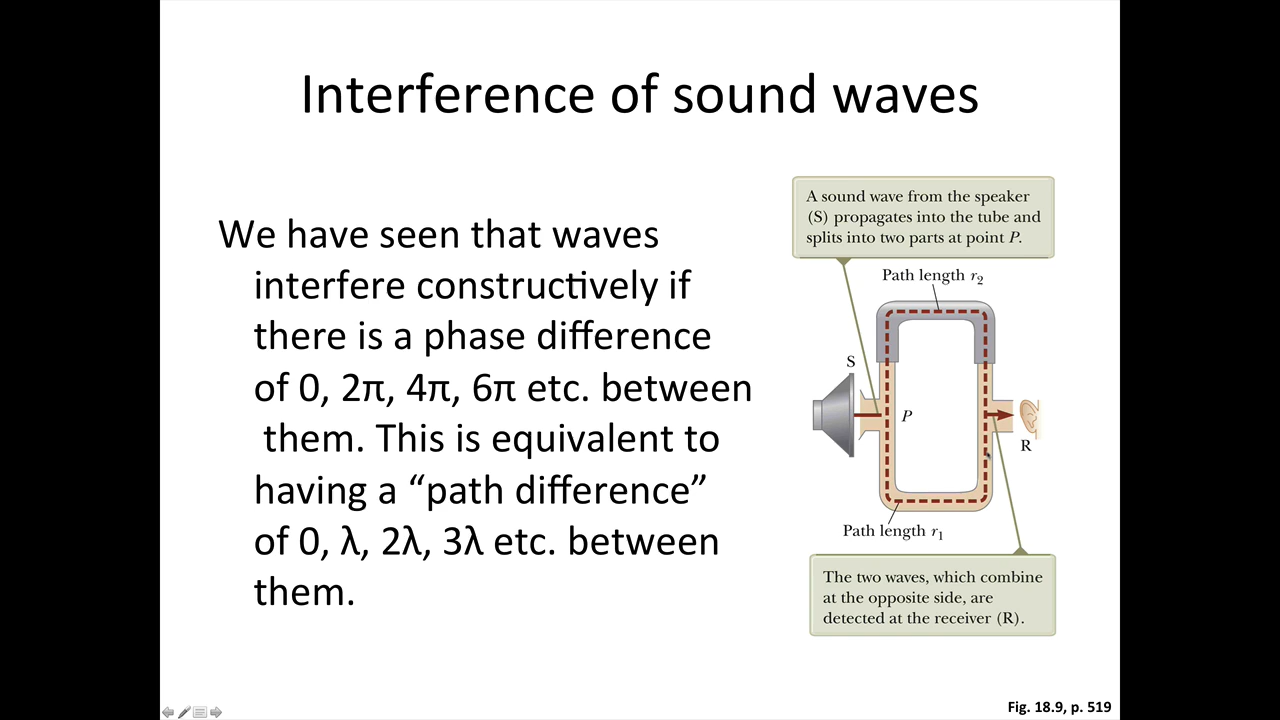 Interference of sound waves
We have seen that waves
interfere constructively if
there is a phase difference
of 0, 2π, 4π, 6π etc. between
them. This is equivalent to
having a “path difference”
of 0, λ, 2λ, 3λ etc. between
them.
A sound wave from the speaker
(S) propagates into the tube and
splits into two parts at point P.
Path length r₂
S
P
R
Path length r₁
The two waves, which combine
at the opposite side, are
detected at the receiver (R).
Fig. 18.9, p. 519